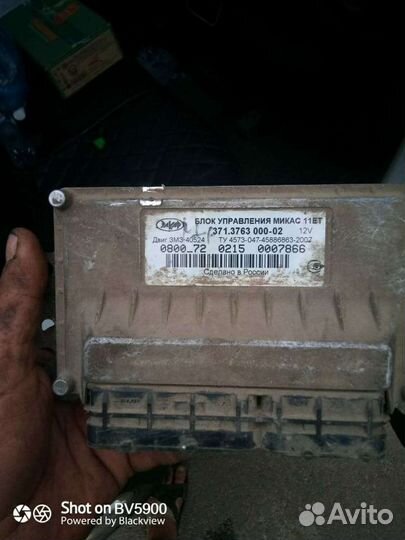 БЛОК УПРАВЛЕНИЯ МИКАС 11ЕТ
371.3763 000-02 12V
Двиг. ЗМЗ-40524 ТУ 4573-047-45886863-2002
0800_72 0215 0007866
Сделано в России
Shot on BV5900
Powered by Blackview
Avito